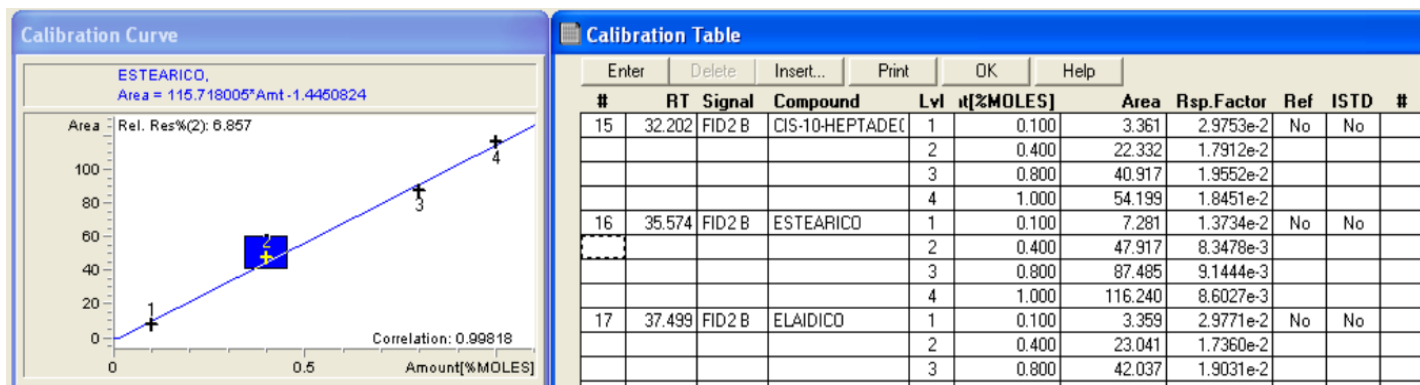 Calibration Curve
ESTEARICO,
Area = 115.718005*Amt -1.4450824
Area
Rel. Res%(2): 6.857
100
80
60
40
20
0
1
2
3
4
Correlation: 0.99818
0
0.5
Amount[%MOLES]
Calibration Table
Enter Delete Insert... Print OK Help
# RT Signal Compound Lvl ıt[%MOLES] Area Rsp.Factor Ref ISTD #
15 32.202 FID2 B CIS-10-HEPTADE( 1 0.100 3.361 2.9753e-2 No No
2 0.400 22.332 1.7912e-2
3 0.800 40.917 1.9552e-2
4 1.000 54.199 1.8451e-2
16 35.574 FID2 B ESTEARICO 1 0.100 7.281 1.3734e-2 No No
2 0.400 47.917 8.3478e-3
3 0.800 87.485 9.1444e-3
4 1.000 116.240 8.6027e-3
17 37.499 FID2 B ELAIDICO 1 0.100 3.359 2.9771e-2 No No
2 0.400 23.041 1.7360e-2
3 0.800 42.037 1.9031e-2